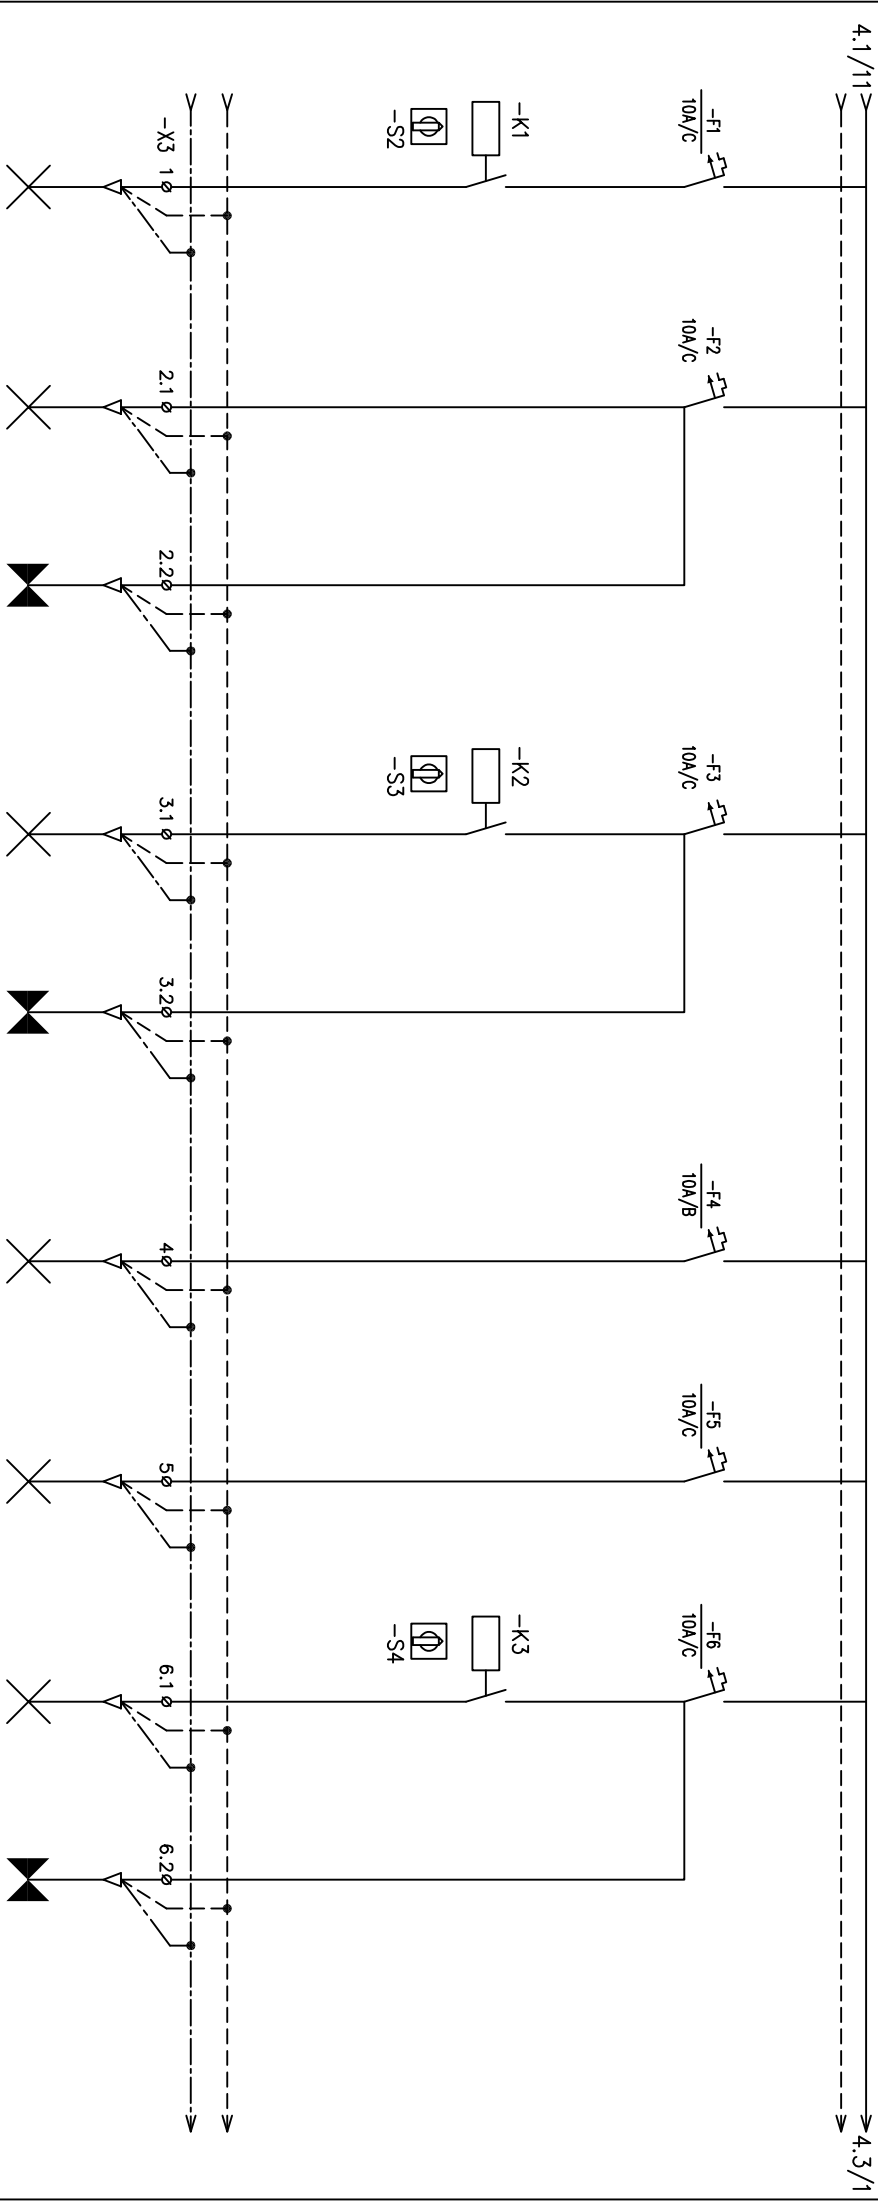 4.1/11
4.3/1
-F1
10A/C
-F2
10A/C
-F3
10A/C
-F4
10A/B
-F5
10A/C
-F6
10A/C
-K1
-K2
-K3
-S2
-S3
-S4
-X3 1
2.1
2.2
3.1
3.2
4
5
6.1
6.2